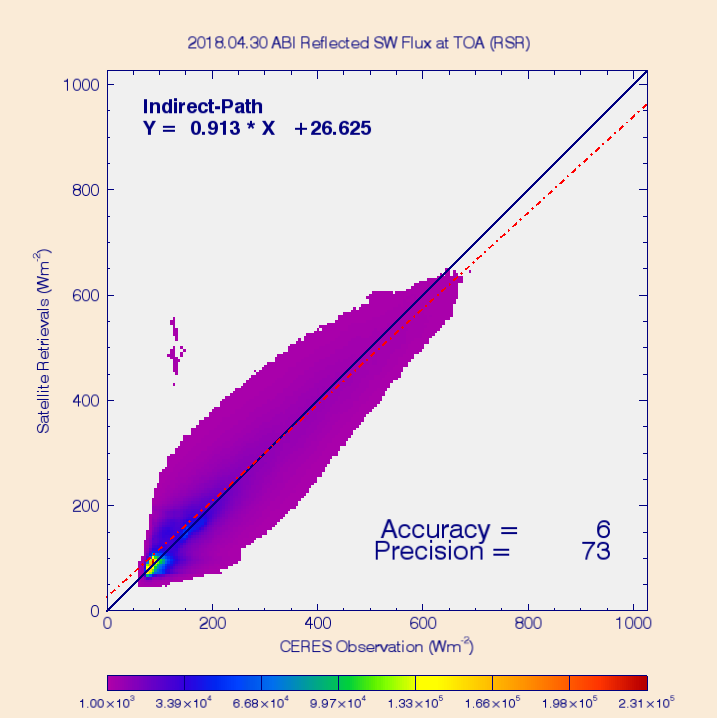 2018.04.30 ABI Reflected SW Flux at TOA (RSR)
1000
Indirect-Path
Y = 0.913 * X +26.625
800
600
400
200
0
Satellite Retrievals (Wm⁻²)
Accuracy = 6
Precision = 73
0 200 400 600 800 1000
CERES Observation (Wm⁻²)
1.00×10³ 3.39×10⁴ 6.68×10⁴ 9.97×10⁴ 1.33×10⁵ 1.66×10⁵ 1.98×10⁵ 2.31×10⁵